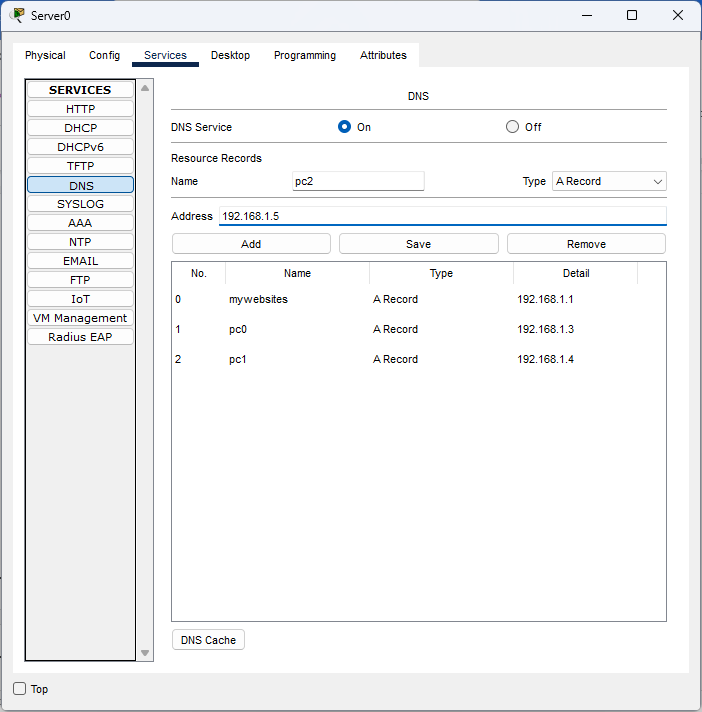 Server0
Physical Config Services Desktop Programming Attributes
SERVICES
HTTP
DHCP
DHCPv6
TFTP
DNS
SYSLOG
AAA
NTP
EMAIL
FTP
IoT
VM Management
Radius EAP
DNS
DNS Service On Off
Resource Records
Name pc2 Type A Record
Address 192.168.1.5
Add Save Remove
No. Name Type Detail
0 mywebsites A Record 192.168.1.1
1 pc0 A Record 192.168.1.3
2 pc1 A Record 192.168.1.4
DNS Cache
Top